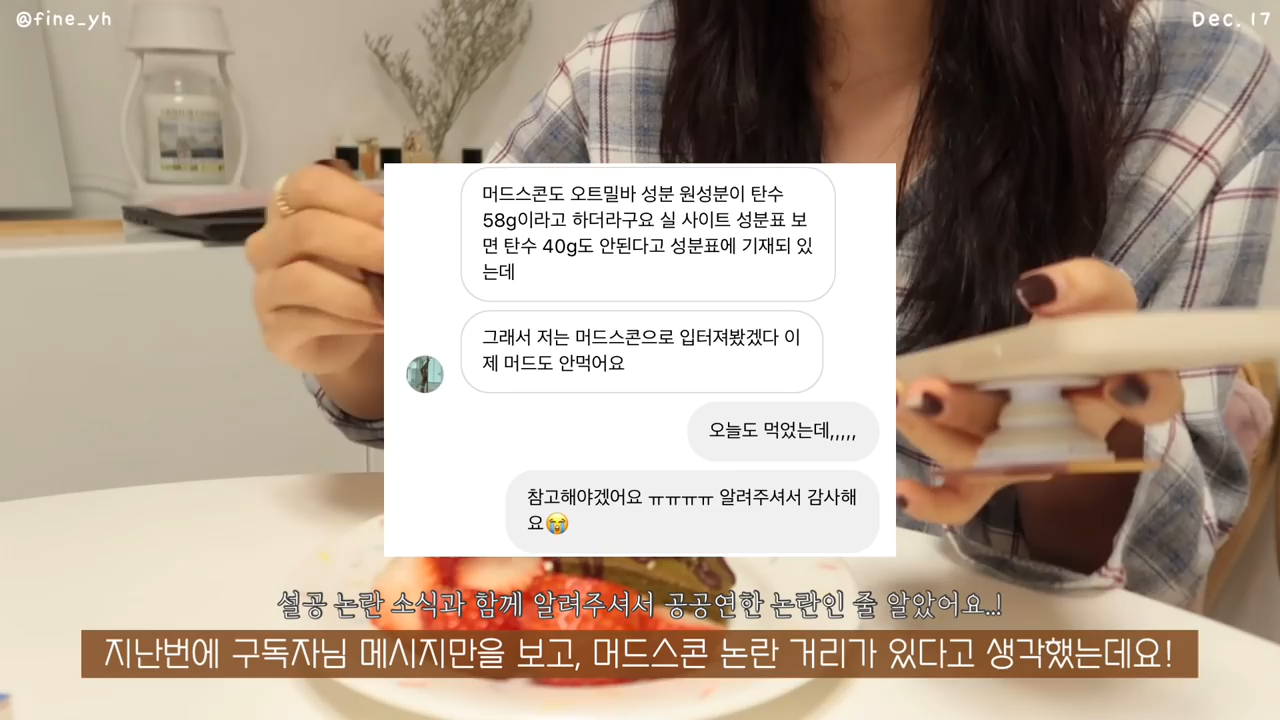 @fine_yh
Dec. 17
머드스콘도 오트밀바 성분 원성분이 탄수
58g이라고 하더라구요 실 사이트 성분표 보
면 탄수 40g도 안된다고 성분표에 기재되 있
는데
그래서 저는 머드스콘으로 입터져봤겠다 이
제 머드도 안먹어요
오늘도 먹었는데,,,,,
참고해야겠어요 ㅠㅠㅠㅠ 알려주셔서 감사해
요😭
설공 논란 소식과 함께 알려주셔서 공공연한 논란인 줄 알았어요..!
지난번에 구독자님 메시지만을 보고, 머드스콘 논란 거리가 있다고 생각했는데요!